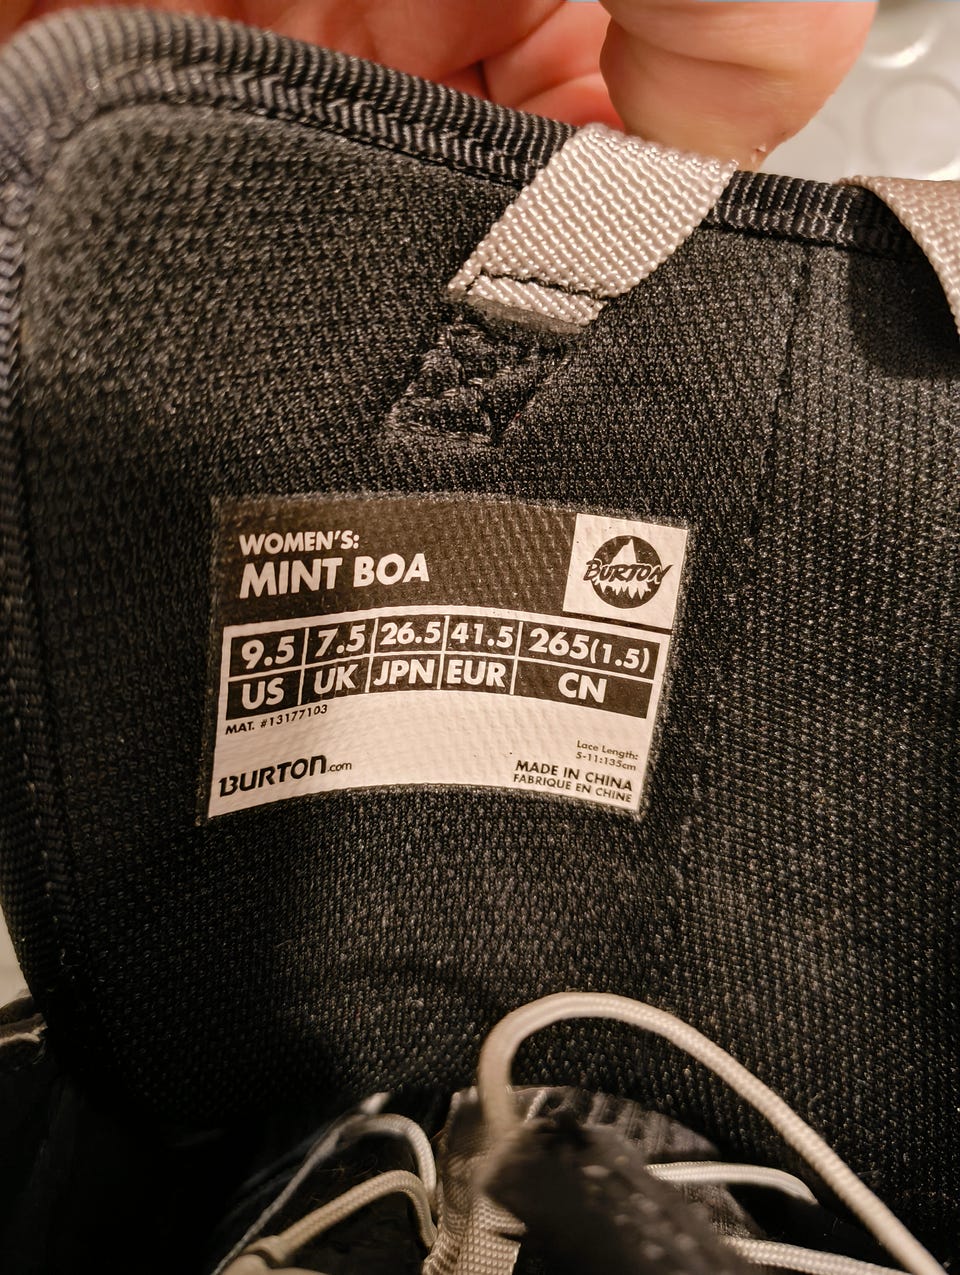 WOMEN'S:
MINT BOA
BURTON
9.5 7.5 26.5 41.5 265(1.5)
US UK JPN EUR CN
MAT. #13177103
Lace Length:
5-11:135cm
BURTON.com
MADE IN CHINA
FABRIQUE EN CHINE